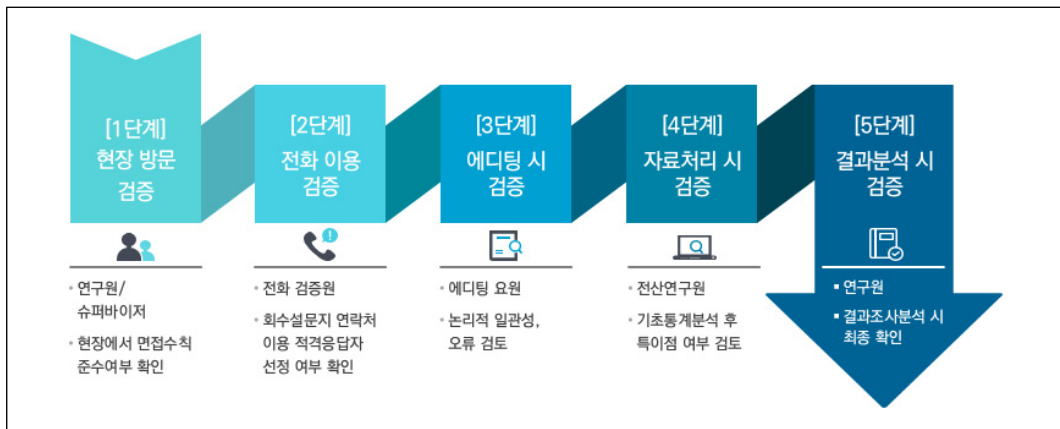 [1단계]
현장 방문
검증
[2단계]
전화 이용
검증
[3단계]
에디팅 시
검증
[4단계]
자료처리 시
검증
[5단계]
결과분석 시
검증
• 연구원/
슈퍼바이저
• 현장에서 면접수칙
준수여부 확인
• 전화 검증원
• 회수설문지 연락처
이용 적격응답자
선정 여부 확인
• 에디팅 요원
• 논리적 일관성,
오류 검토
• 전산연구원
• 기초통계분석 후
특이점 여부 검토
▪ 연구원
▪ 결과조사분석 시
최종 확인